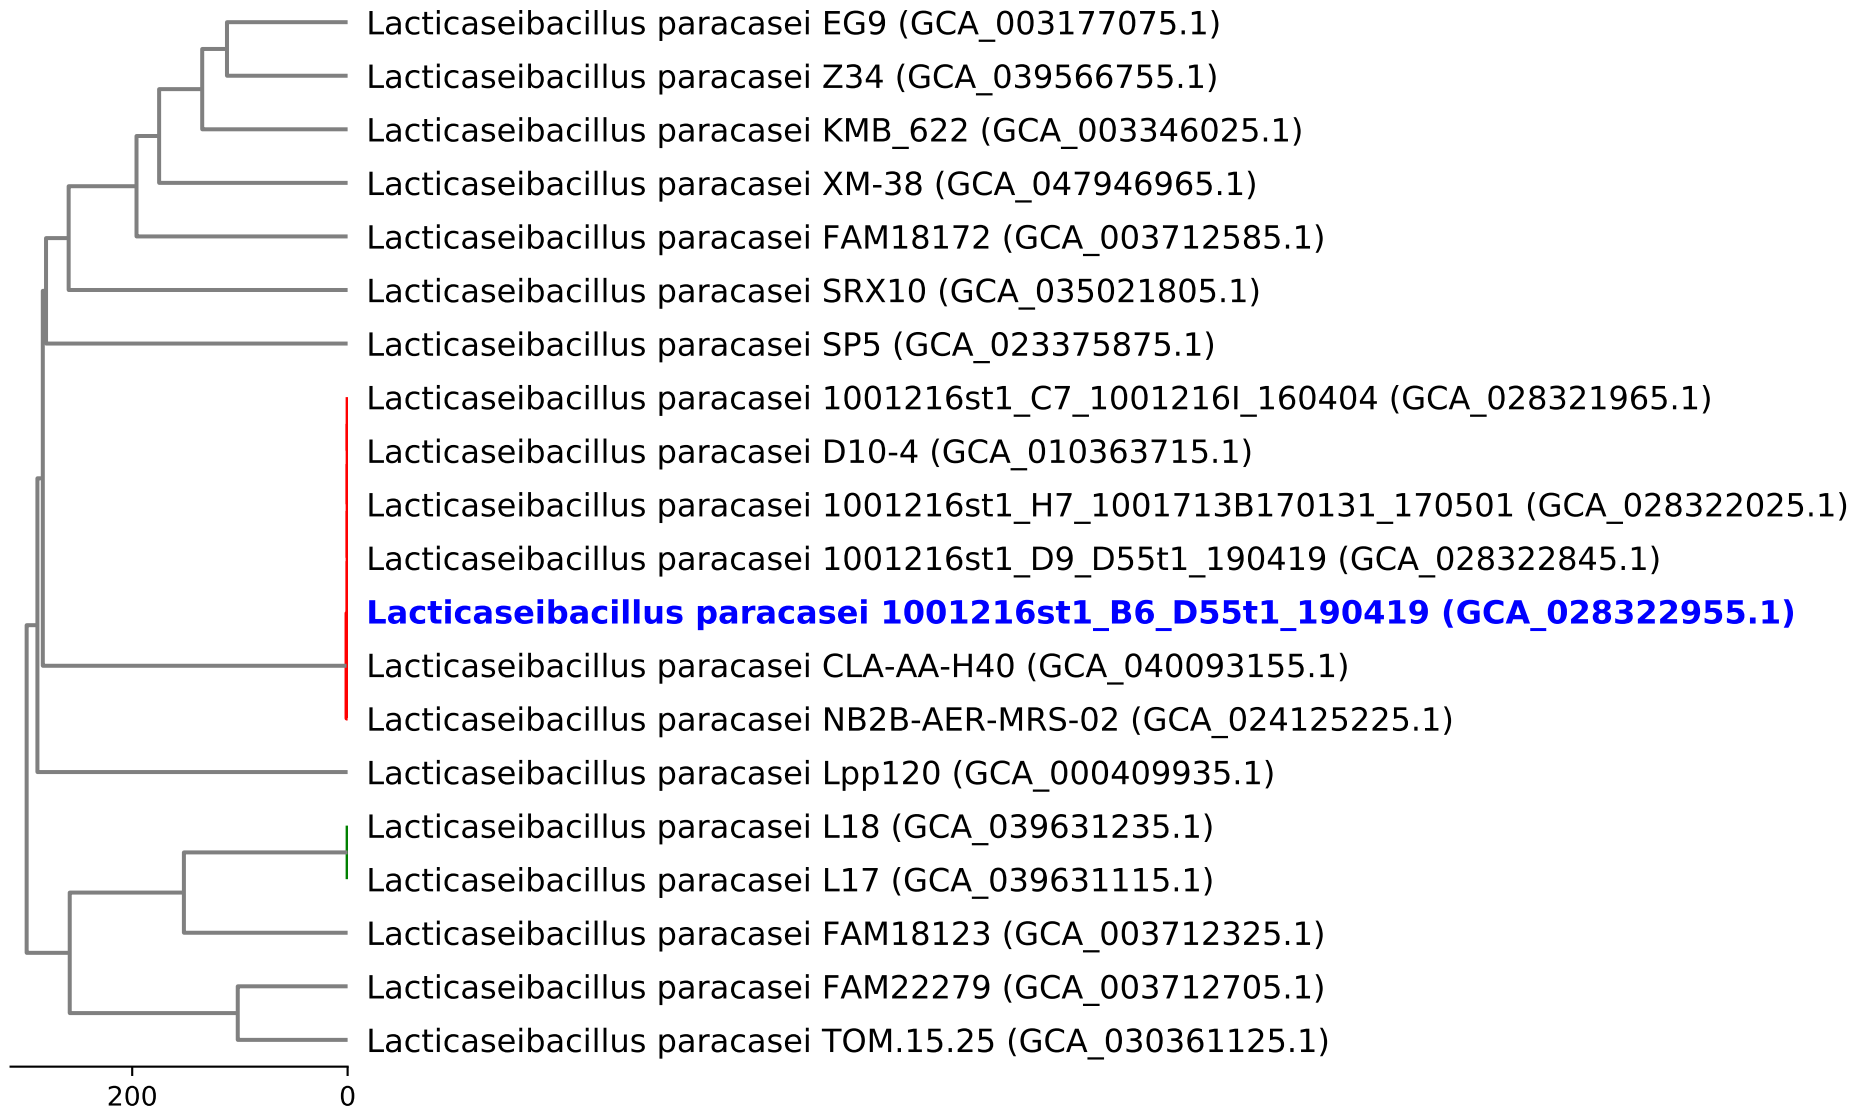 Lacticaseibacillus paracasei EG9 (GCA_003177075.1)
Lacticaseibacillus paracasei Z34 (GCA_039566755.1)
Lacticaseibacillus paracasei KMB_622 (GCA_003346025.1)
Lacticaseibacillus paracasei XM-38 (GCA_047946965.1)
Lacticaseibacillus paracasei FAM18172 (GCA_003712585.1)
Lacticaseibacillus paracasei SRX10 (GCA_035021805.1)
Lacticaseibacillus paracasei SP5 (GCA_023375875.1)
Lacticaseibacillus paracasei 1001216st1_C7_1001216I_160404 (GCA_028321965.1)
Lacticaseibacillus paracasei D10-4 (GCA_010363715.1)
Lacticaseibacillus paracasei 1001216st1_H7_1001713B170131_170501 (GCA_028322025.1)
Lacticaseibacillus paracasei 1001216st1_D9_D55t1_190419 (GCA_028322845.1)
Lacticaseibacillus paracasei 1001216st1_B6_D55t1_190419 (GCA_028322955.1)
Lacticaseibacillus paracasei CLA-AA-H40 (GCA_040093155.1)
Lacticaseibacillus paracasei NB2B-AER-MRS-02 (GCA_024125225.1)
Lacticaseibacillus paracasei Lpp120 (GCA_000409935.1)
Lacticaseibacillus paracasei L18 (GCA_039631235.1)
Lacticaseibacillus paracasei L17 (GCA_039631115.1)
Lacticaseibacillus paracasei FAM18123 (GCA_003712325.1)
Lacticaseibacillus paracasei FAM22279 (GCA_003712705.1)
Lacticaseibacillus paracasei TOM.15.25 (GCA_030361125.1)
200 0